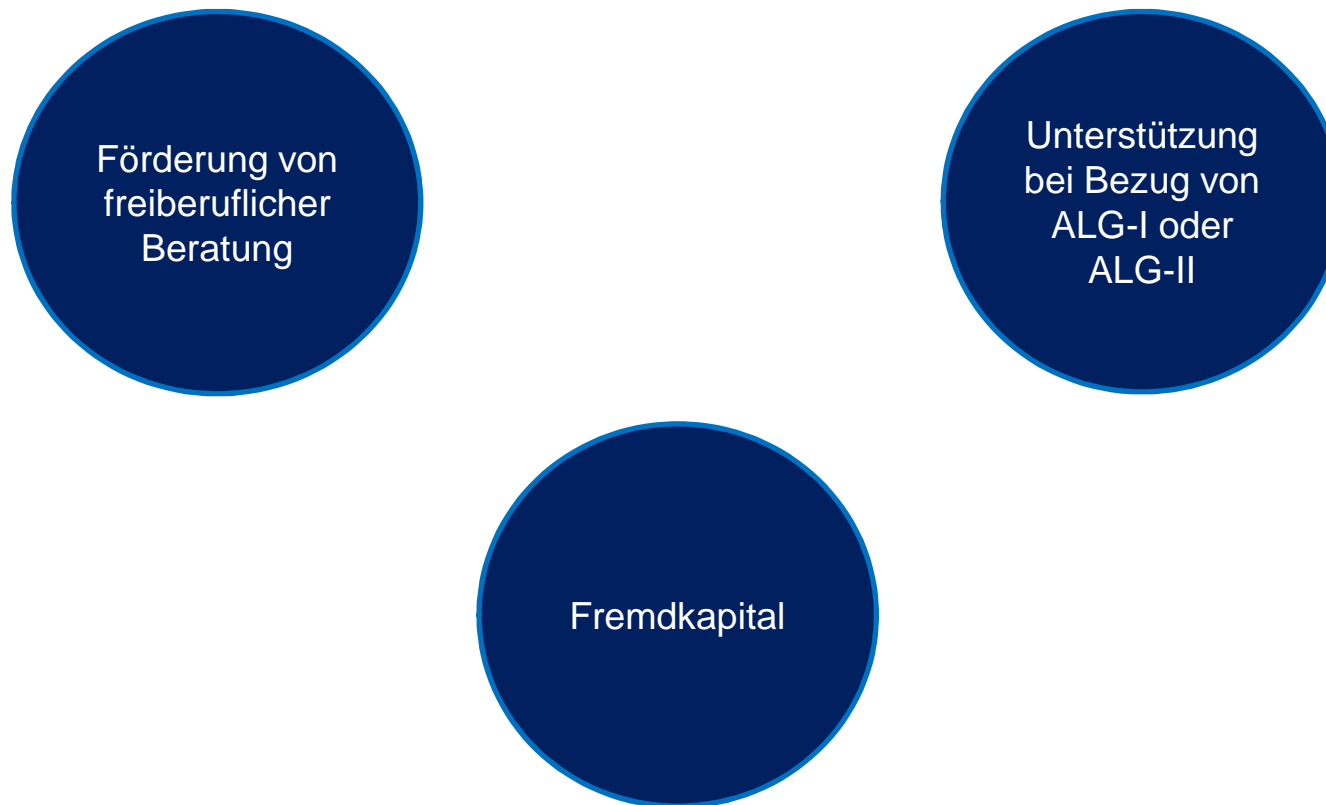 Förderung von
freiberuflicher
Beratung
Unterstützung
bei Bezug von
ALG-I oder
ALG-II
Fremdkapital